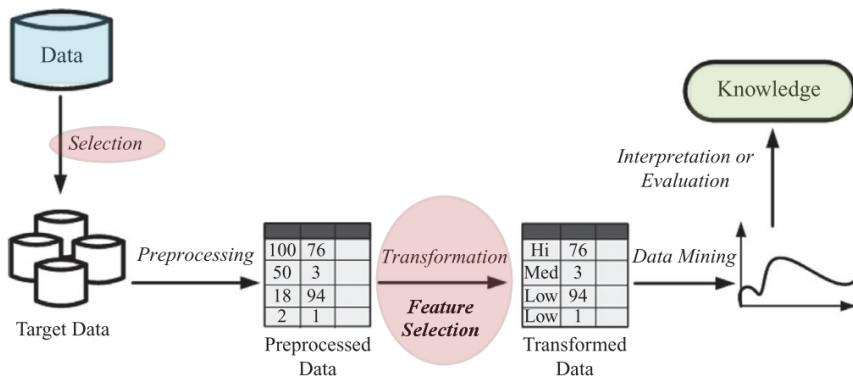 Data
Knowledge
Selection
Interpretation or
Evaluation
Preprocessing
100 76
50 3
18 94
2 1
Transformation
Feature
Selection
Hi 76
Med 3
Low 94
Low 1
Data Mining
Target Data
Preprocessed
Data
Transformed
Data